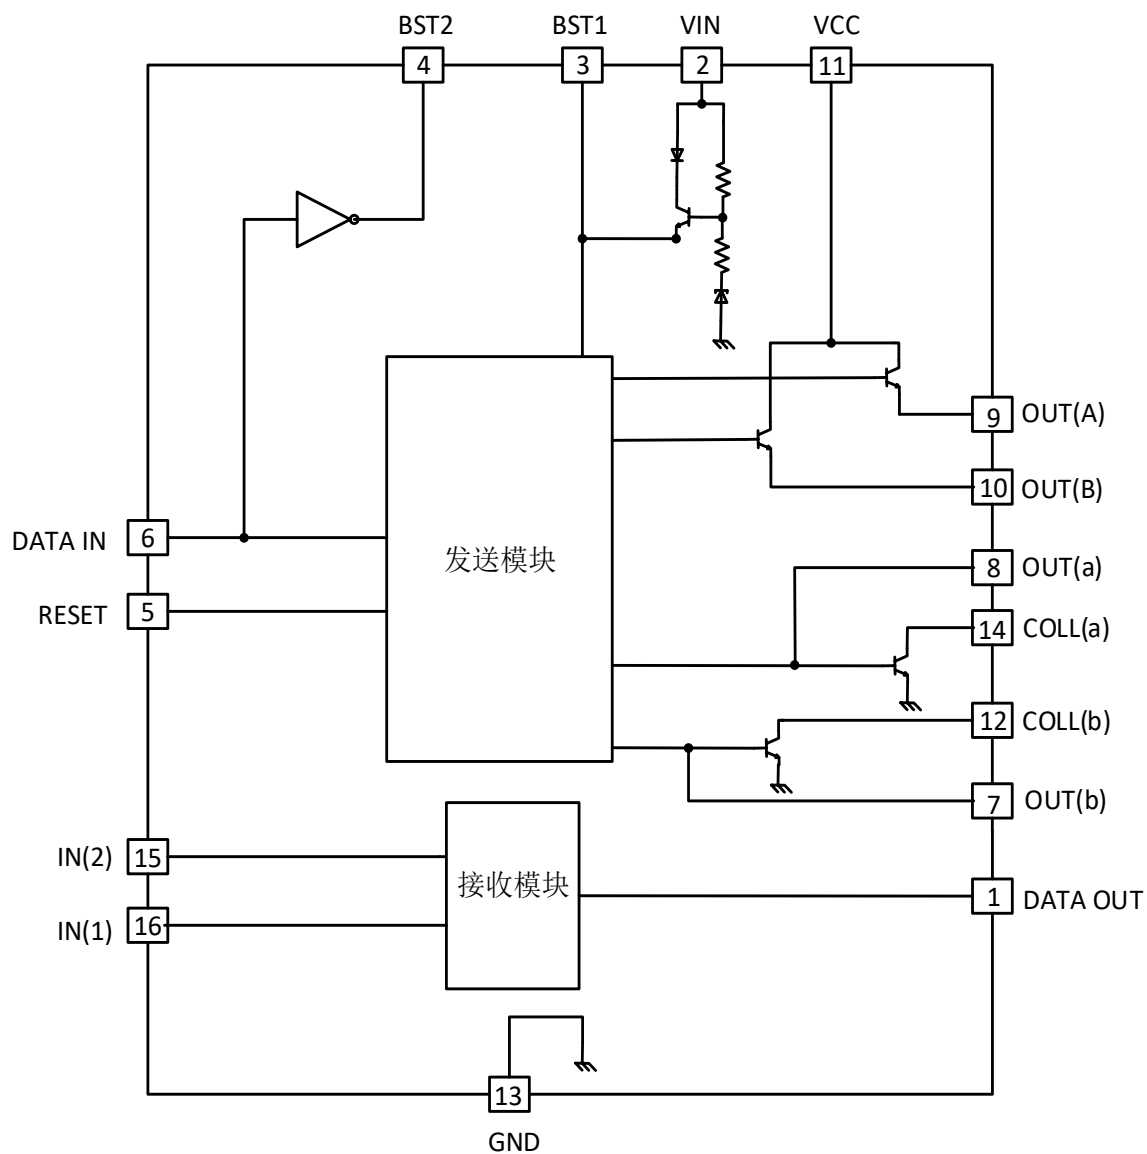 BST2 BST1 VIN VCC
4 3 2 11
9 OUT(A)
10 OUT(B)
DATA IN 6
发送模块
8 OUT(a)
RESET 5
14 COLL(a)
12 COLL(b)
7 OUT(b)
IN(2) 15
接收模块
1 DATA OUT
IN(1) 16
13
GND